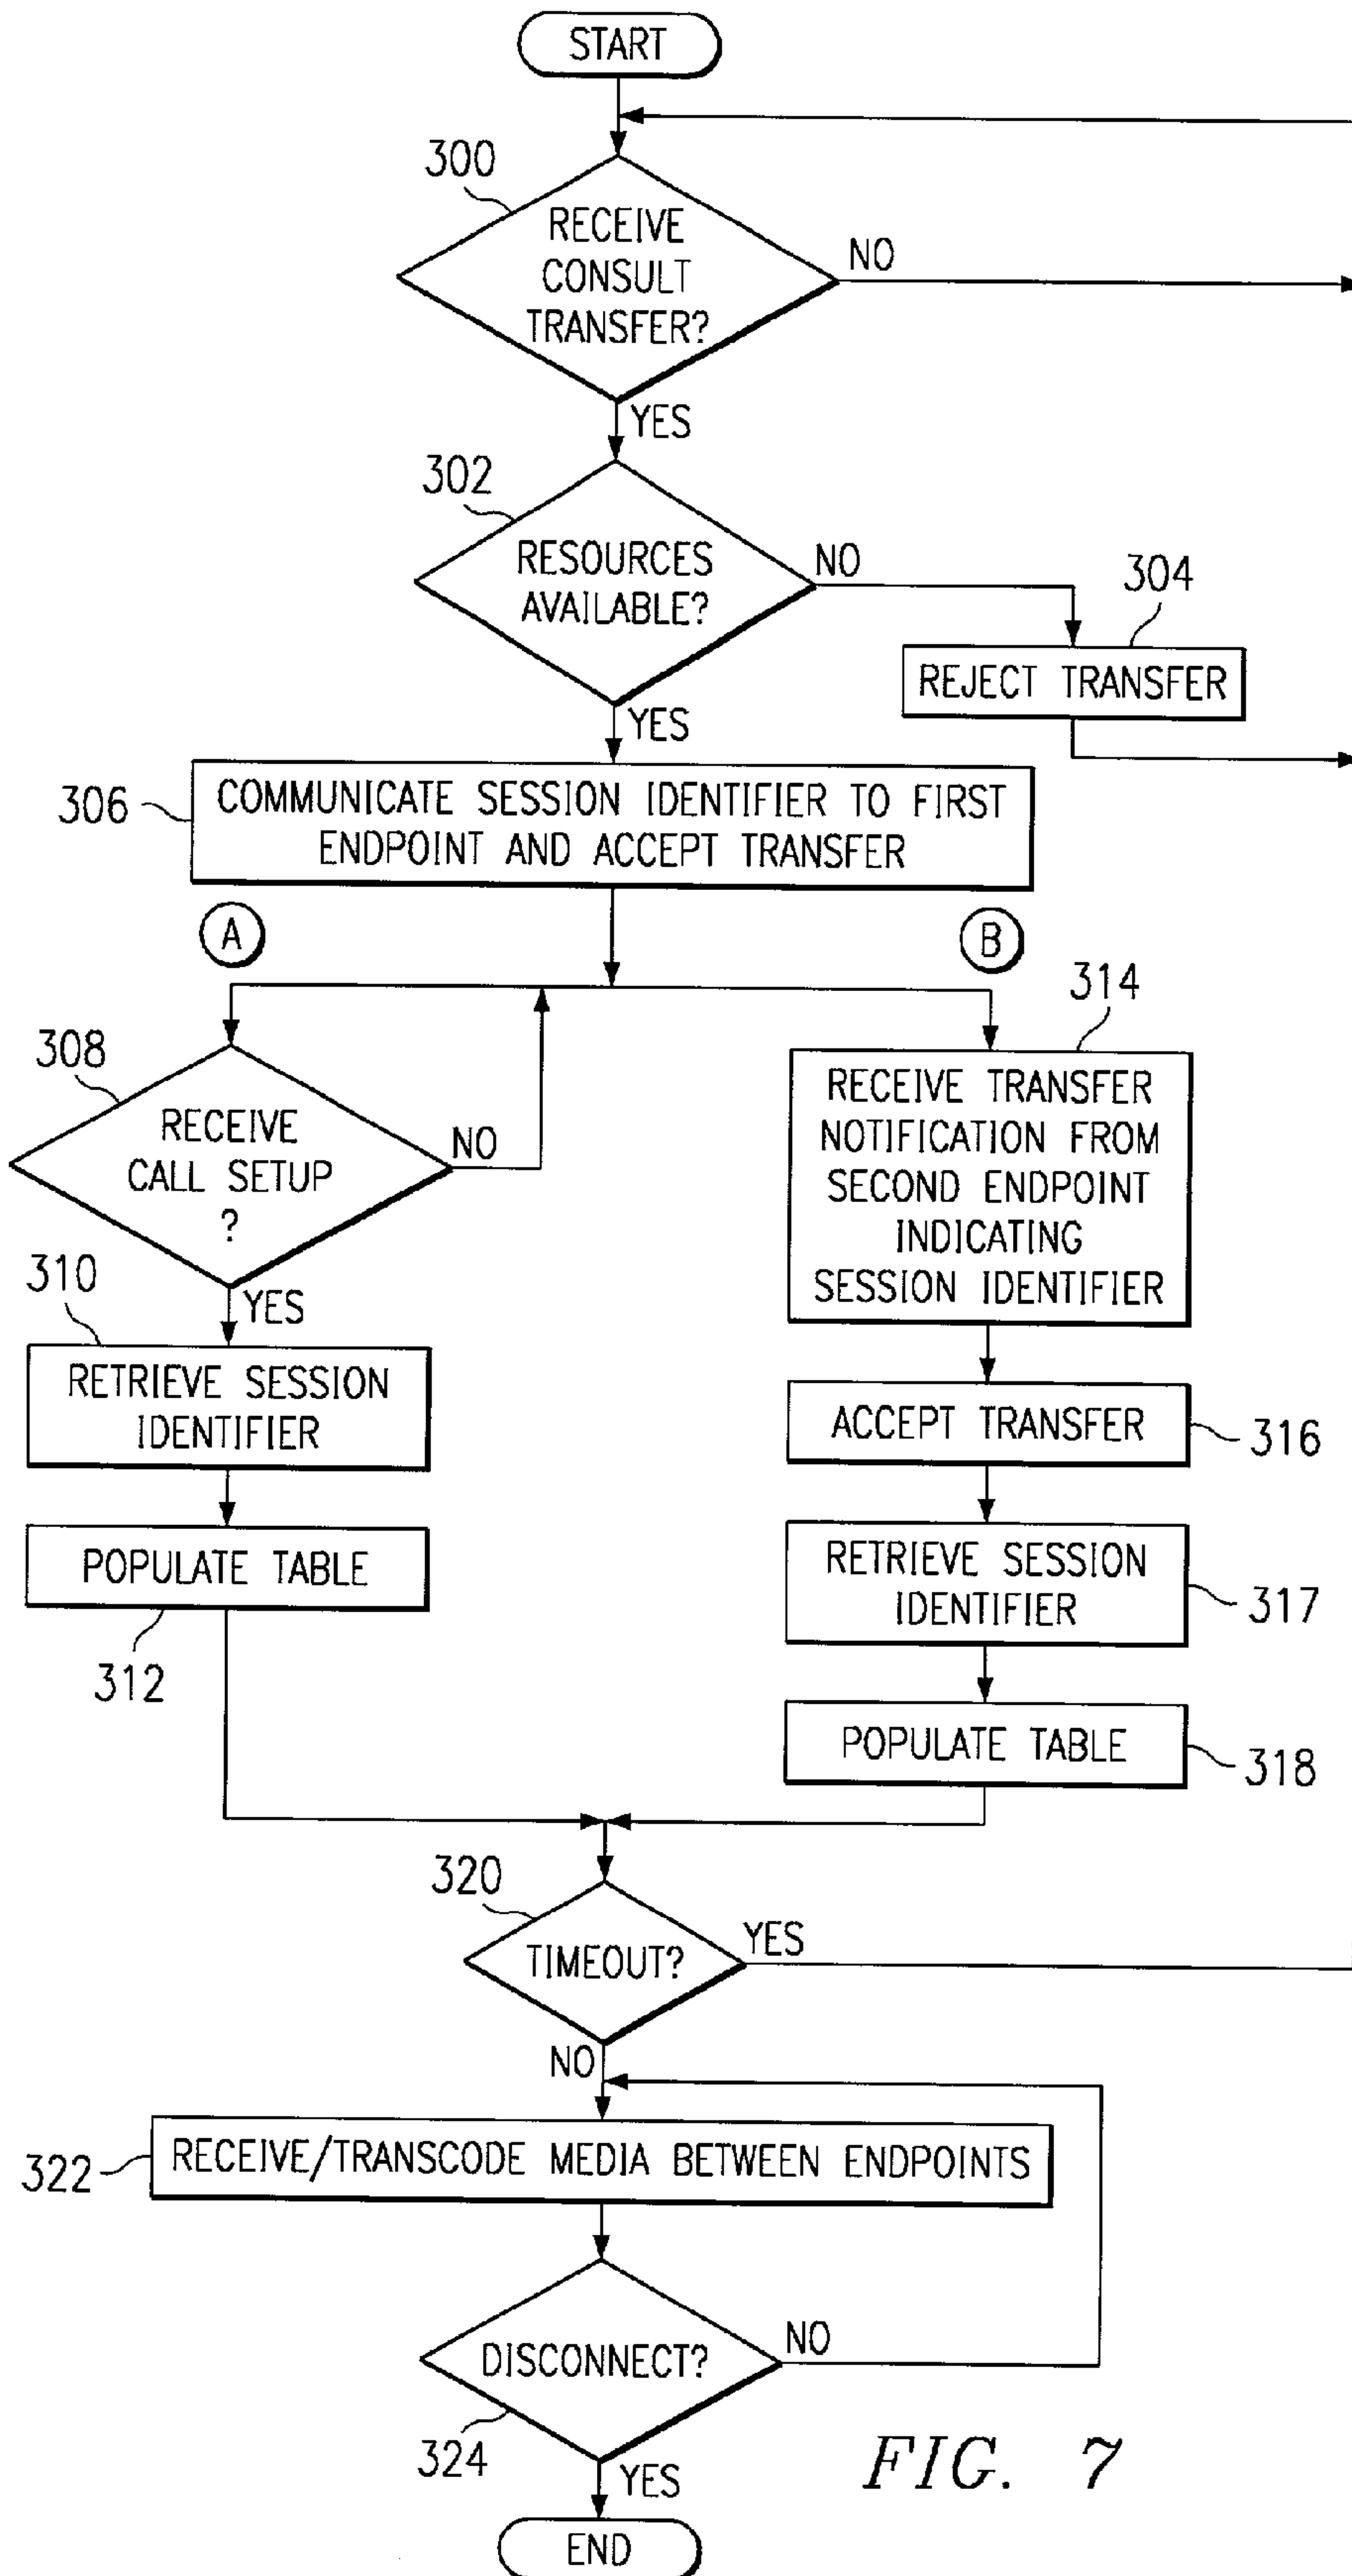 START
300
RECEIVE
CONSULT
TRANSFER?
NO
YES
302
RESOURCES
AVAILABLE?
NO
304
REJECT TRANSFER
YES
306
COMMUNICATE SESSION IDENTIFIER TO FIRST
ENDPOINT AND ACCEPT TRANSFER
A
B
308
RECEIVE
CALL SETUP
?
NO
YES
310
RETRIEVE SESSION
IDENTIFIER
POPULATE TABLE
312
314
RECEIVE TRANSFER
NOTIFICATION FROM
SECOND ENDPOINT
INDICATING
SESSION IDENTIFIER
ACCEPT TRANSFER
316
RETRIEVE SESSION
IDENTIFIER
317
POPULATE TABLE
318
320
TIMEOUT?
YES
NO
322
RECEIVE/TRANSCODE MEDIA BETWEEN ENDPOINTS
DISCONNECT?
NO
324
YES
END
FIG. 7